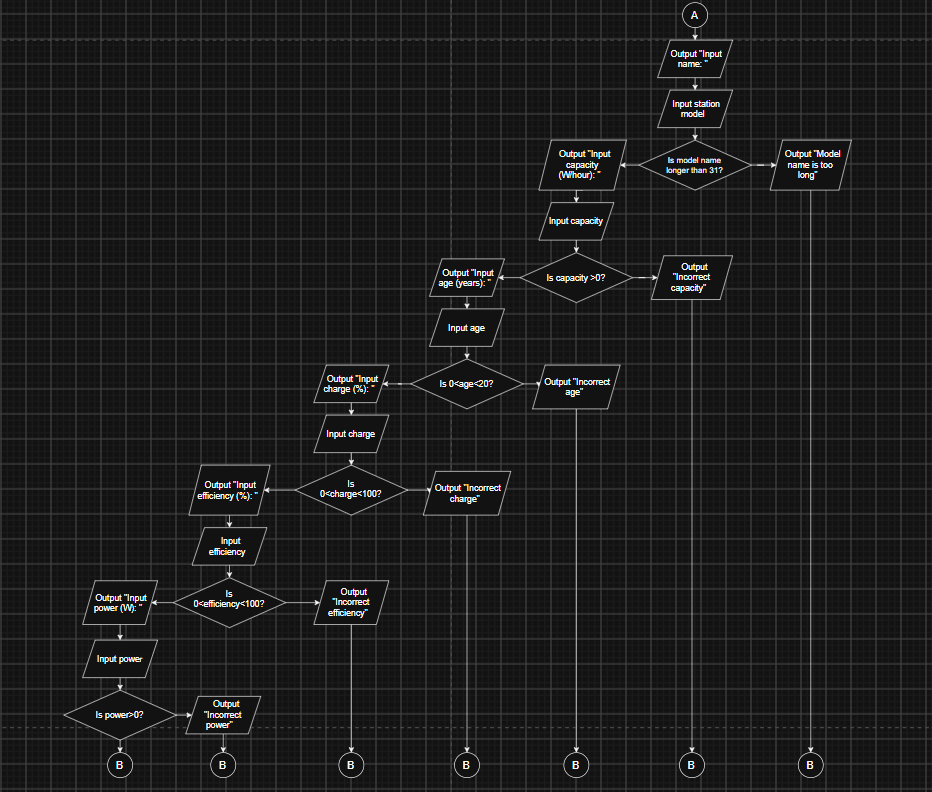 A
Output "Input
name: "
Input station
model
Output "Input
capacity
(W/hour): "
Is model name
longer than 31?
Output "Model
name is too
long"
Input capacity
Output "Input
age (years): "
Is capacity >0?
Output
"Incorrect
capacity"
Input age
Output "Input
charge (%): "
Is 0<age<20?
Output "Incorrect
age"
Input charge
Output "Input
efficiency (%): "
Is
0<charge<100?
Output "Incorrect
charge"
Input
efficiency
Output "Input
power (W): "
Is
0<efficiency<100?
Output
"Incorrect
efficiency"
Input power
Is power>0?
Output
"Incorrect
power"
B
B
B
B
B
B
B